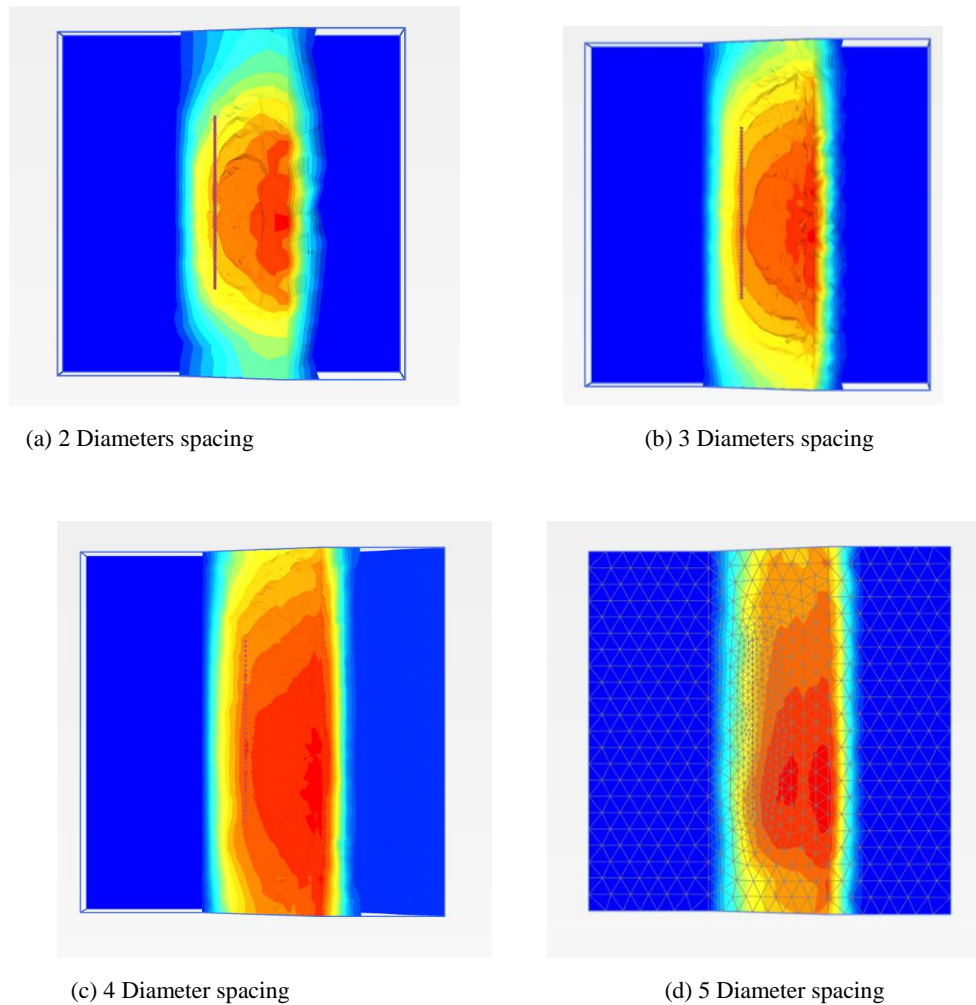 (a) 2 Diameters spacing
(b) 3 Diameters spacing
(c) 4 Diameter spacing
(d) 5 Diameter spacing